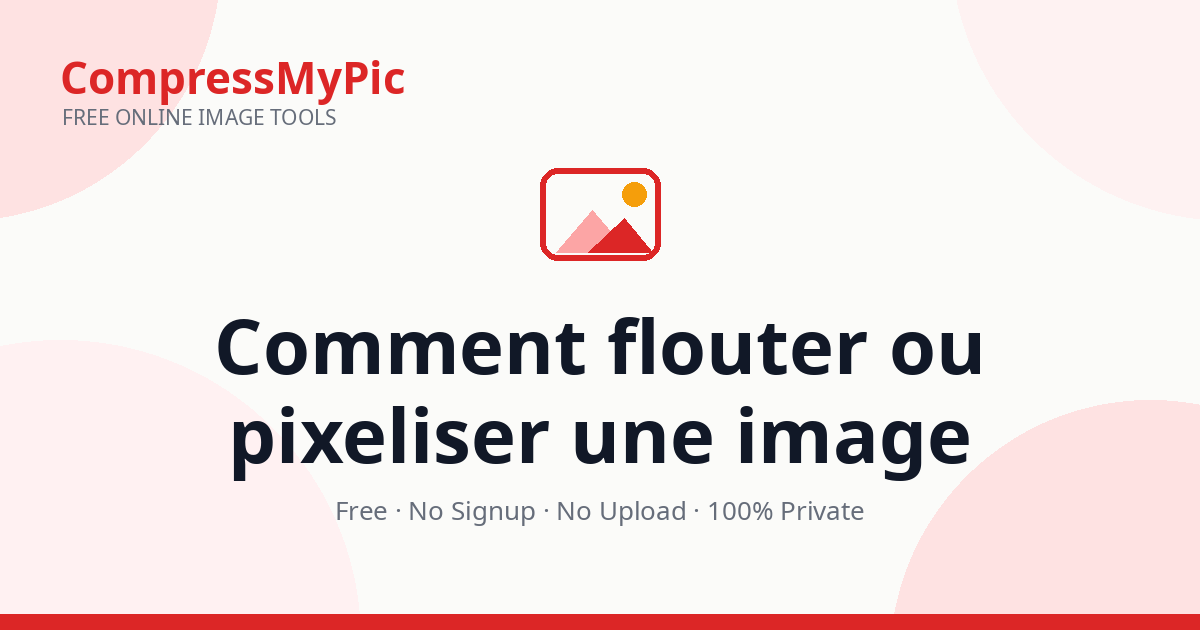 CompressMyPic
FREE ONLINE IMAGE TOOLS
Comment flouter ou
pixeliser une image
Free · No Signup · No Upload · 100% Private